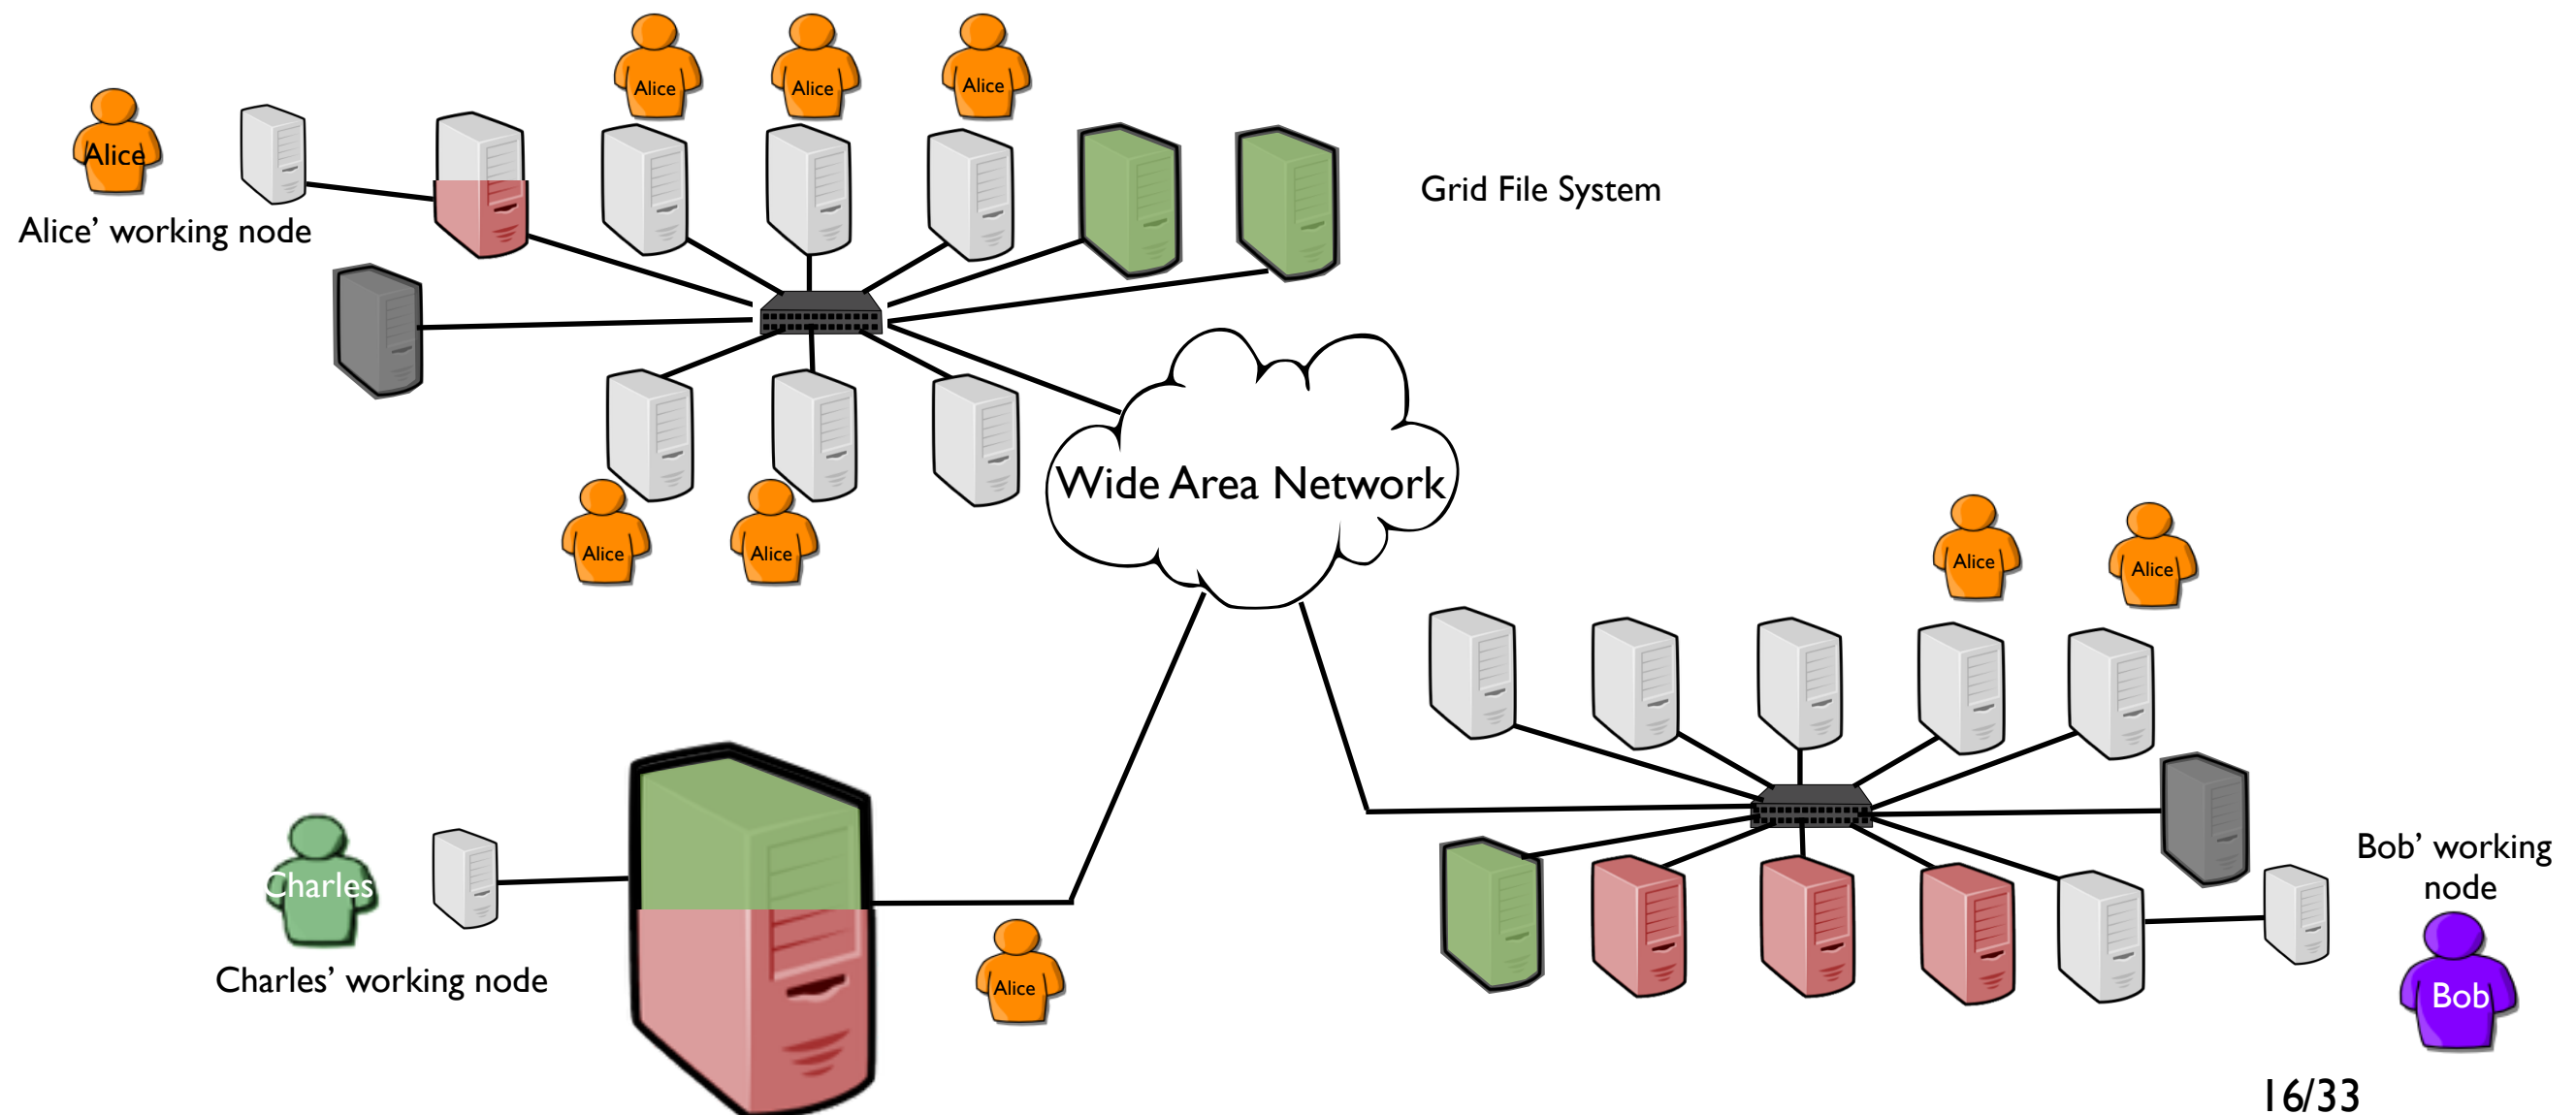 Alice
Alice
Alice
Alice
Alice' working node
Grid File System
Wide Area Network
Alice
Alice
Alice
Alice
Charles
Charles' working node
Alice
Bob' working
node
Bob
16/33